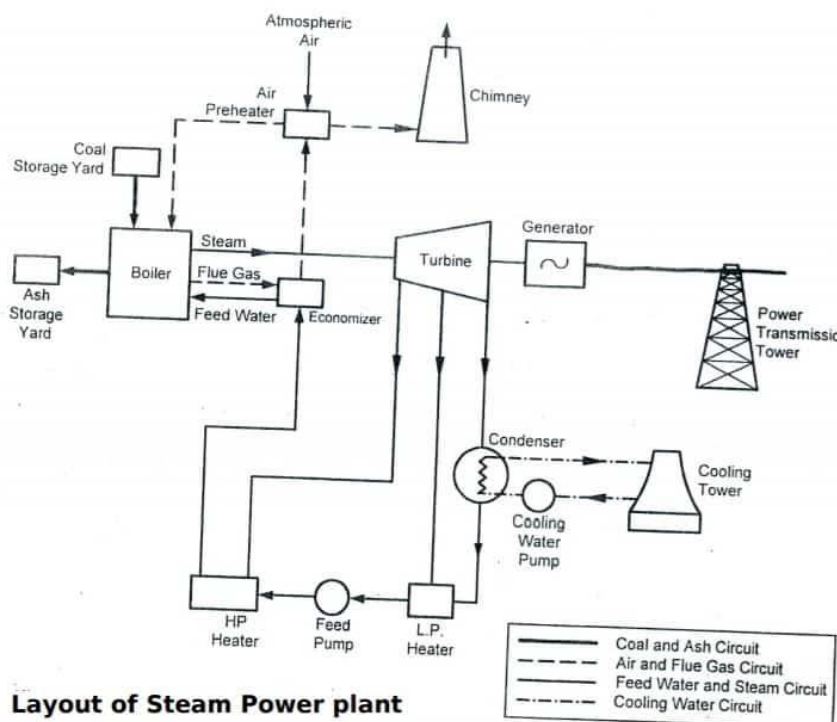 Atmospheric
Air
Air
Preheater
Chimney
Coal
Storage Yard
Steam
Boiler
Flue Gas
Feed Water
Economizer
Ash
Storage
Yard
Turbine
Generator
Power
Transmissic
Tower
Condenser
Cooling
Tower
Cooling
Water
Pump
HP
Heater
Feed
Pump
L.P.
Heater
Coal and Ash Circuit
Air and Flue Gas Circuit
Feed Water and Steam Circuit
Cooling Water Circuit
Layout of Steam Power plant